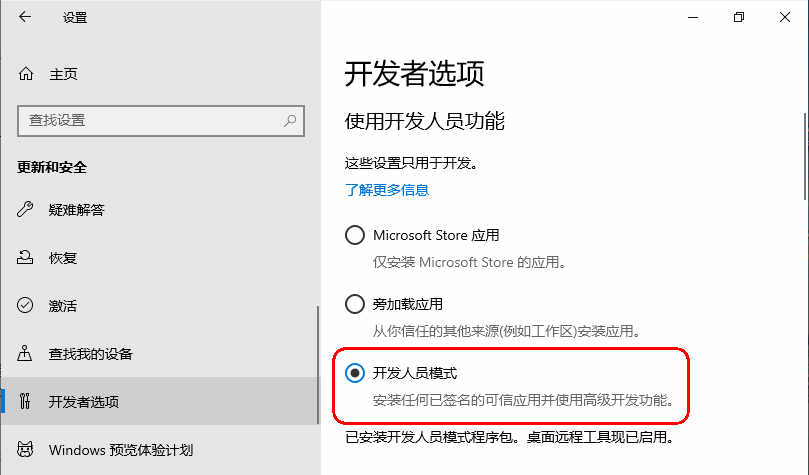 设置
主页
查找设置
更新和安全
疑难解答
恢复
激活
查找我的设备
开发者选项
Windows 预览体验计划
开发者选项
使用开发人员功能
这些设置只用于开发。
了解更多信息
Microsoft Store 应用
仅安装 Microsoft Store 的应用。
旁加载应用
从你信任的其他来源(例如工作区)安装应用。
开发人员模式
安装任何已签名的可信应用并使用高级开发功能。
已安装开发人员模式程序包。桌面远程工具现已启用。